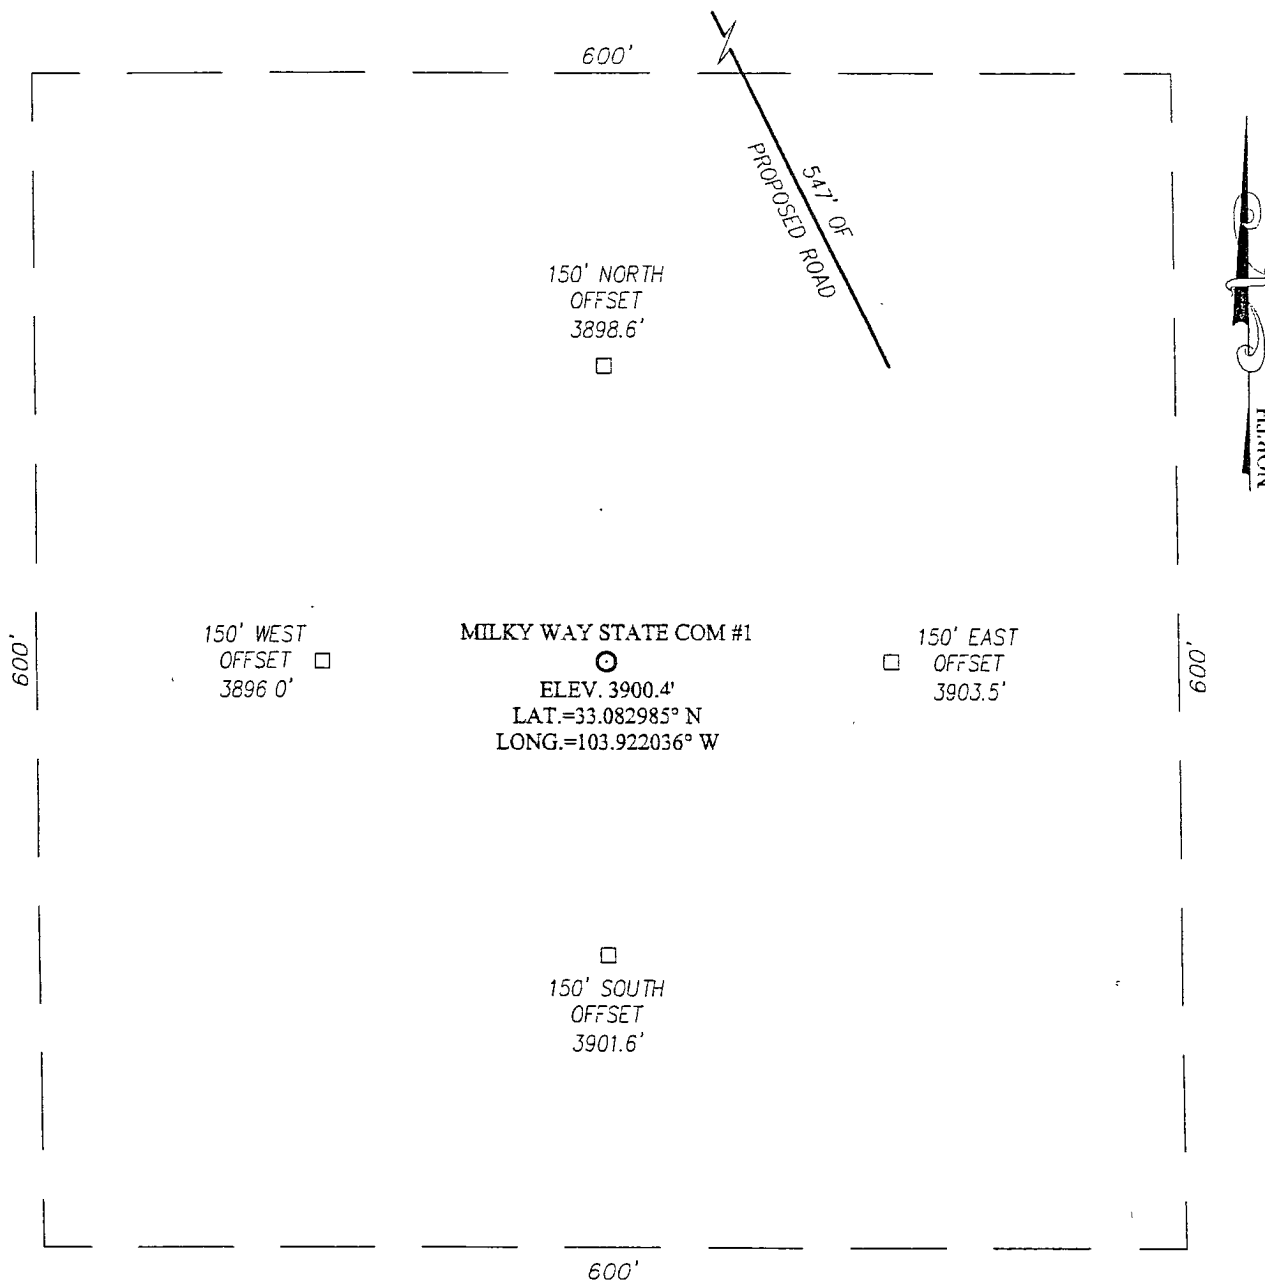 600'
547' OF
PROPOSED ROAD
NORTH
150' NORTH
OFFSET
3898.6'
600'
150' WEST
OFFSET
3896 0'
MILKY WAY STATE COM #1
ELEV. 3900.4'
LAT.=33.082985° N
LONG.=103.922036° W
150' EAST
OFFSET
3903.5'
600'
150' SOUTH
OFFSET
3901.6'
600'